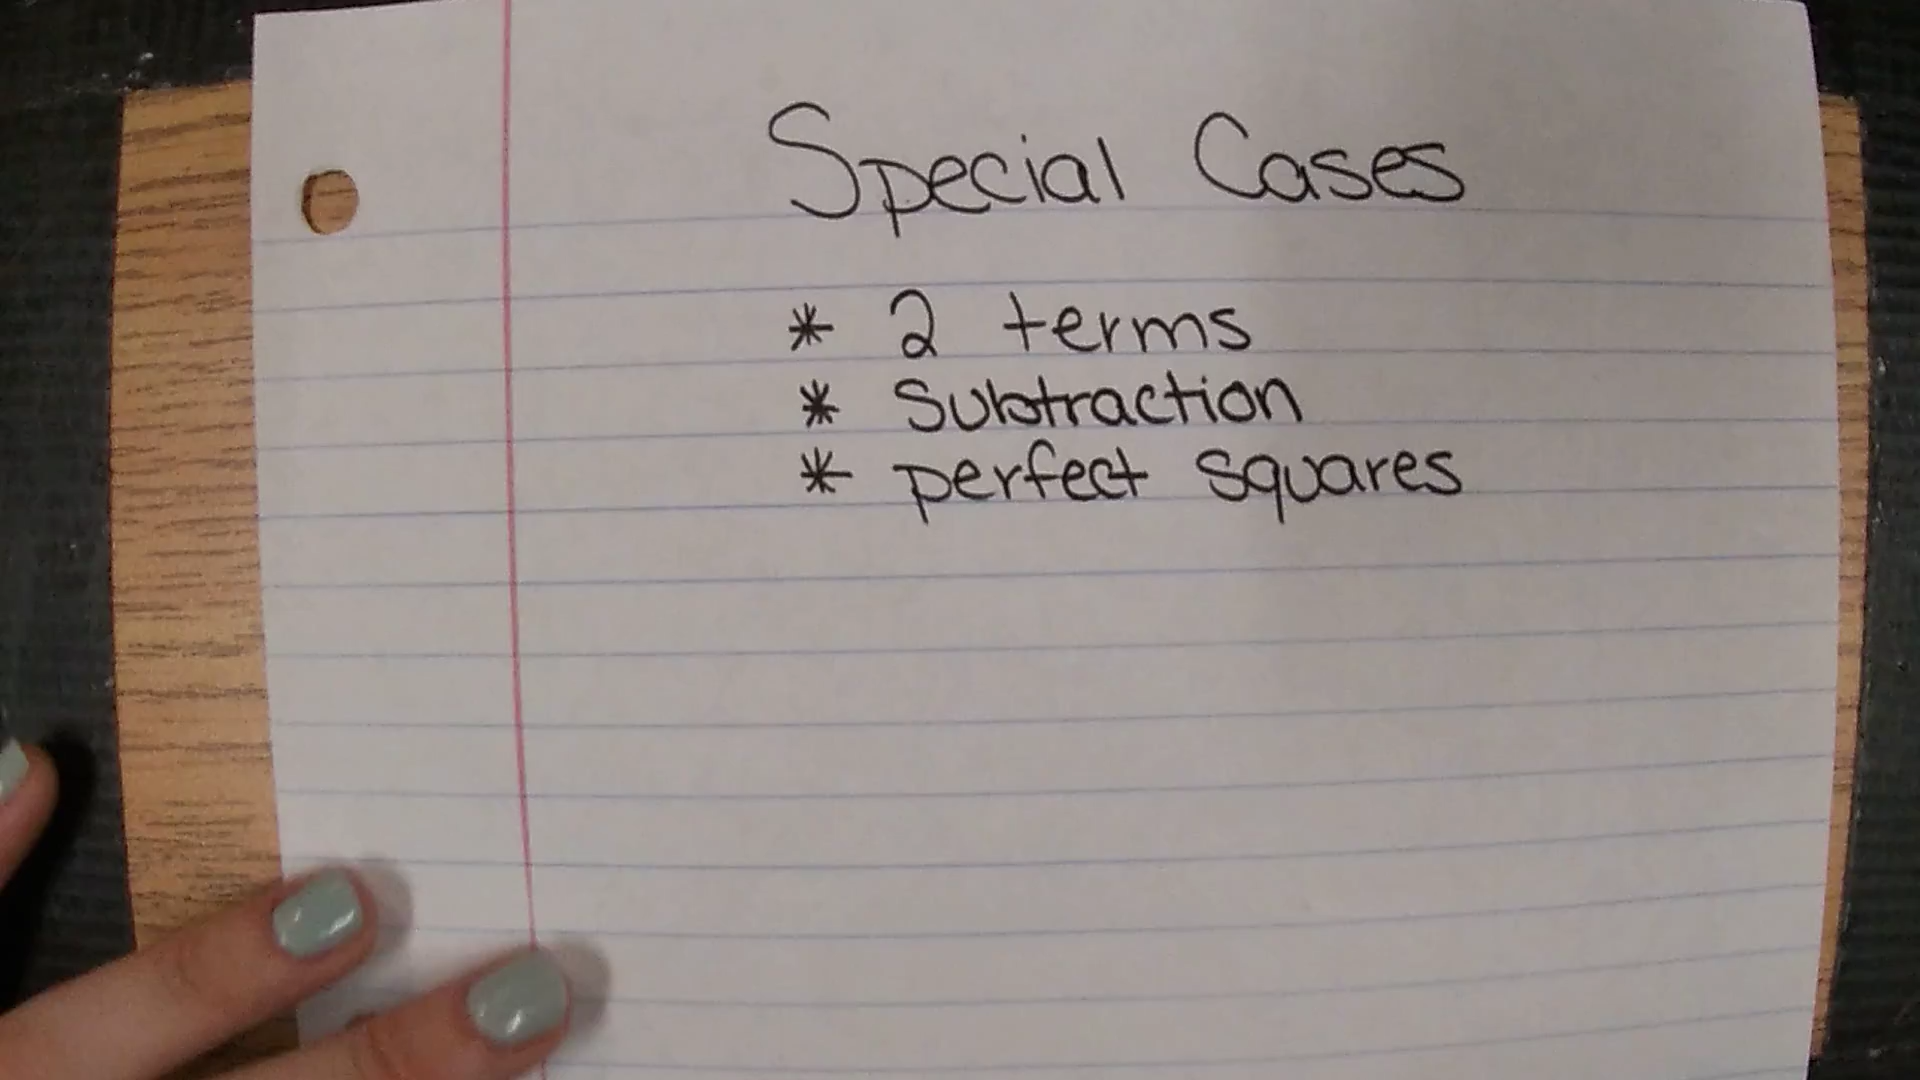 Special Cases
* 2 terms
* Subtraction
* perfect squares